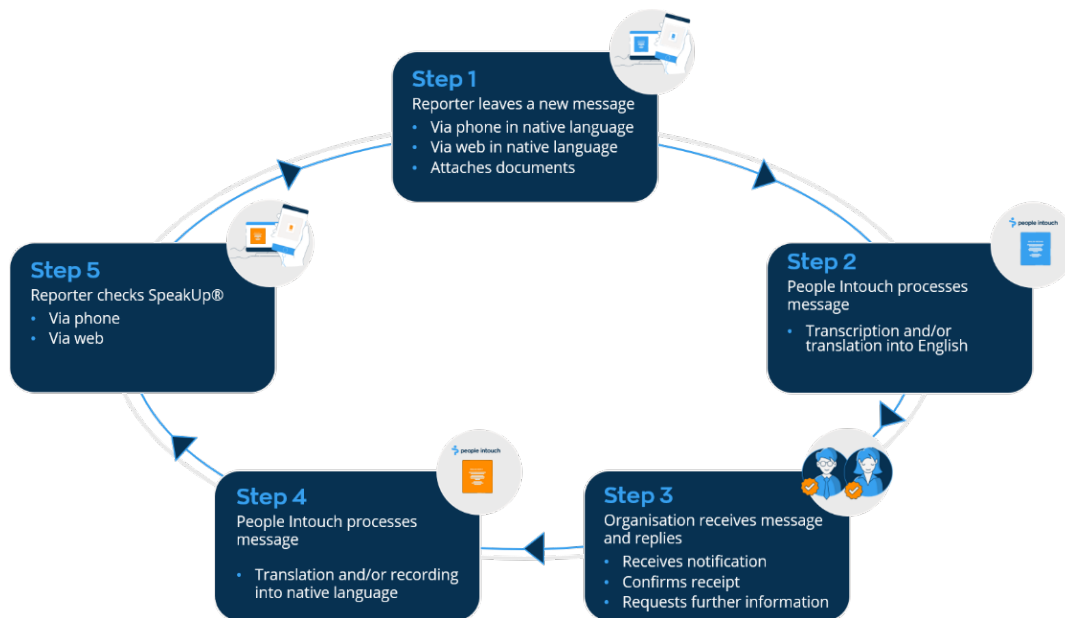 Step 1
Reporter leaves a new message
• Via phone in native language
• Via web in native language
• Attaches documents
people intouch
Step 2
People Intouch processes
message
• Transcription and/or
translation into English
Step 3
Organisation receives message
and replies
• Receives notification
• Confirms receipt
• Requests further information
people intouch
Step 4
People Intouch processes
message
• Translation and/or recording
into native language
Step 5
Reporter checks SpeakUp®
• Via phone
• Via web